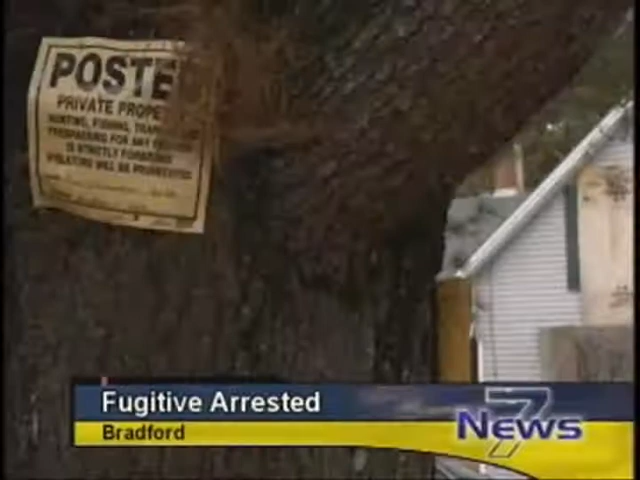 POSTE
PRIVATE PROPE
HUNTING, FISHING, TRAPP
TRESPASSING FOR ANY
IS STRICTLY FORBIDDEN
VIOLATORS WILL BE PROSECUTED
Fugitive Arrested
Bradford
7 News